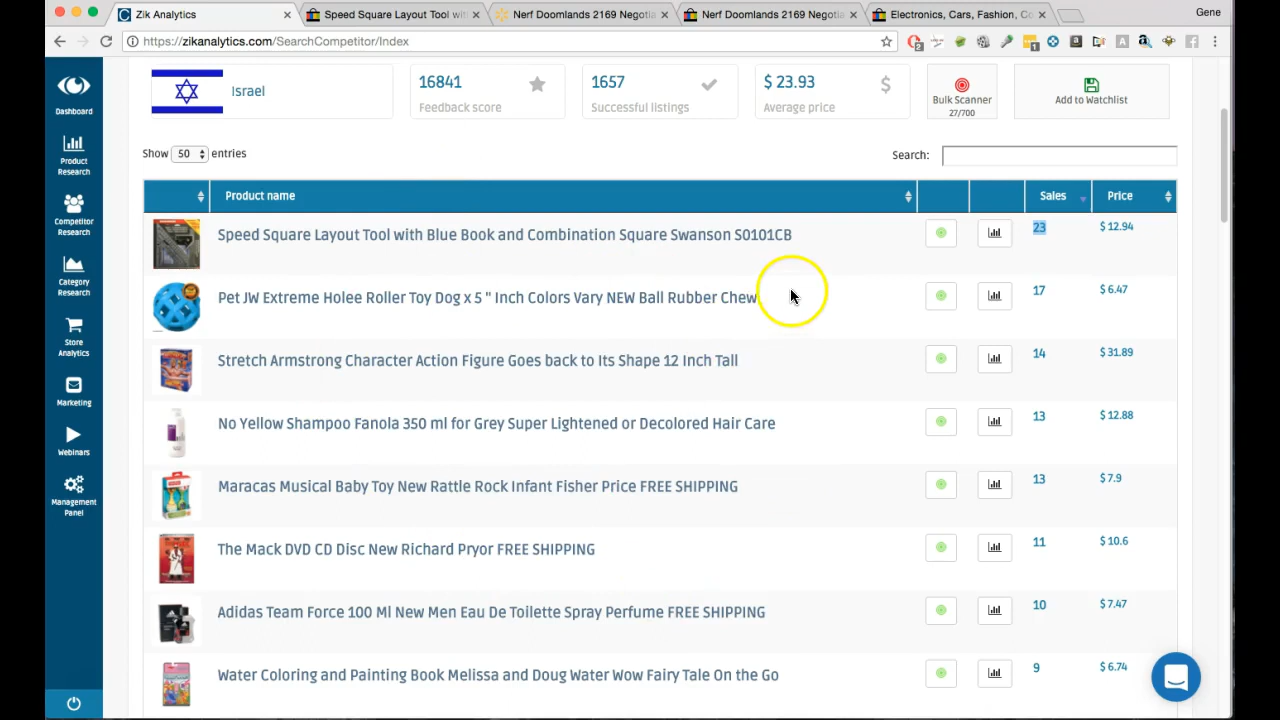 Zik Analytics
Speed Square Layout Tool with
Nerf Doomlands 2169 Negotia
Nerf Doomlands 2169 Negotia
Electronics, Cars, Fashion, Co
Gene
https://zikanalytics.com/SearchCompetitor/Index
Dashboard
Product Research
Competitor Research
Category Research
Store Analytics
Marketing
Webinars
Management Panel
Israel
16841
Feedback score
1657
Successful listings
$ 23.93
Average price
$
Bulk Scanner
27/700
Add to Watchlist
Show 50 entries
Search:
Product name Sales Price
Speed Square Layout Tool with Blue Book and Combination Square Swanson S0101CB 23 $ 12.94
Pet JW Extreme Holee Roller Toy Dog x 5 " Inch Colors Vary NEW Ball Rubber Chew 17 $ 6.47
Stretch Armstrong Character Action Figure Goes back to Its Shape 12 Inch Tall 14 $ 31.89
No Yellow Shampoo Fanola 350 ml for Grey Super Lightened or Decolored Hair Care 13 $ 12.88
Maracas Musical Baby Toy New Rattle Rock Infant Fisher Price FREE SHIPPING 13 $ 7.9
The Mack DVD CD Disc New Richard Pryor FREE SHIPPING 11 $ 10.6
Adidas Team Force 100 Ml New Men Eau De Toilette Spray Perfume FREE SHIPPING 10 $ 7.47
Water Coloring and Painting Book Melissa and Doug Water Wow Fairy Tale On the Go 9 $ 6.74